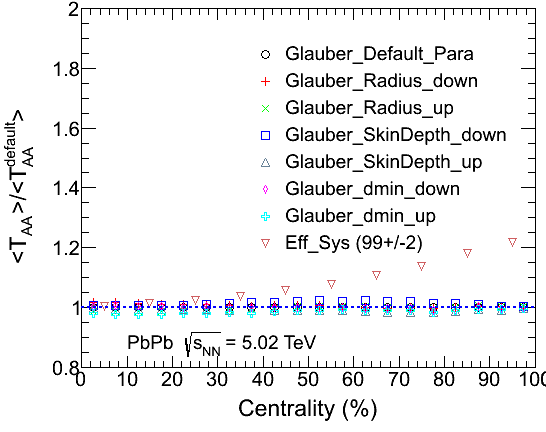 2
1.8
1.6
1.4
1.2
1
0.8
<T_AA>/<T_AA^default>
Glauber_Default_Para
Glauber_Radius_down
Glauber_Radius_up
Glauber_SkinDepth_down
Glauber_SkinDepth_up
Glauber_dmin_down
Glauber_dmin_up
Eff_Sys (99+/-2)
PbPb √s_NN = 5.02 TeV
0 10 20 30 40 50 60 70 80 90 100
Centrality (%)